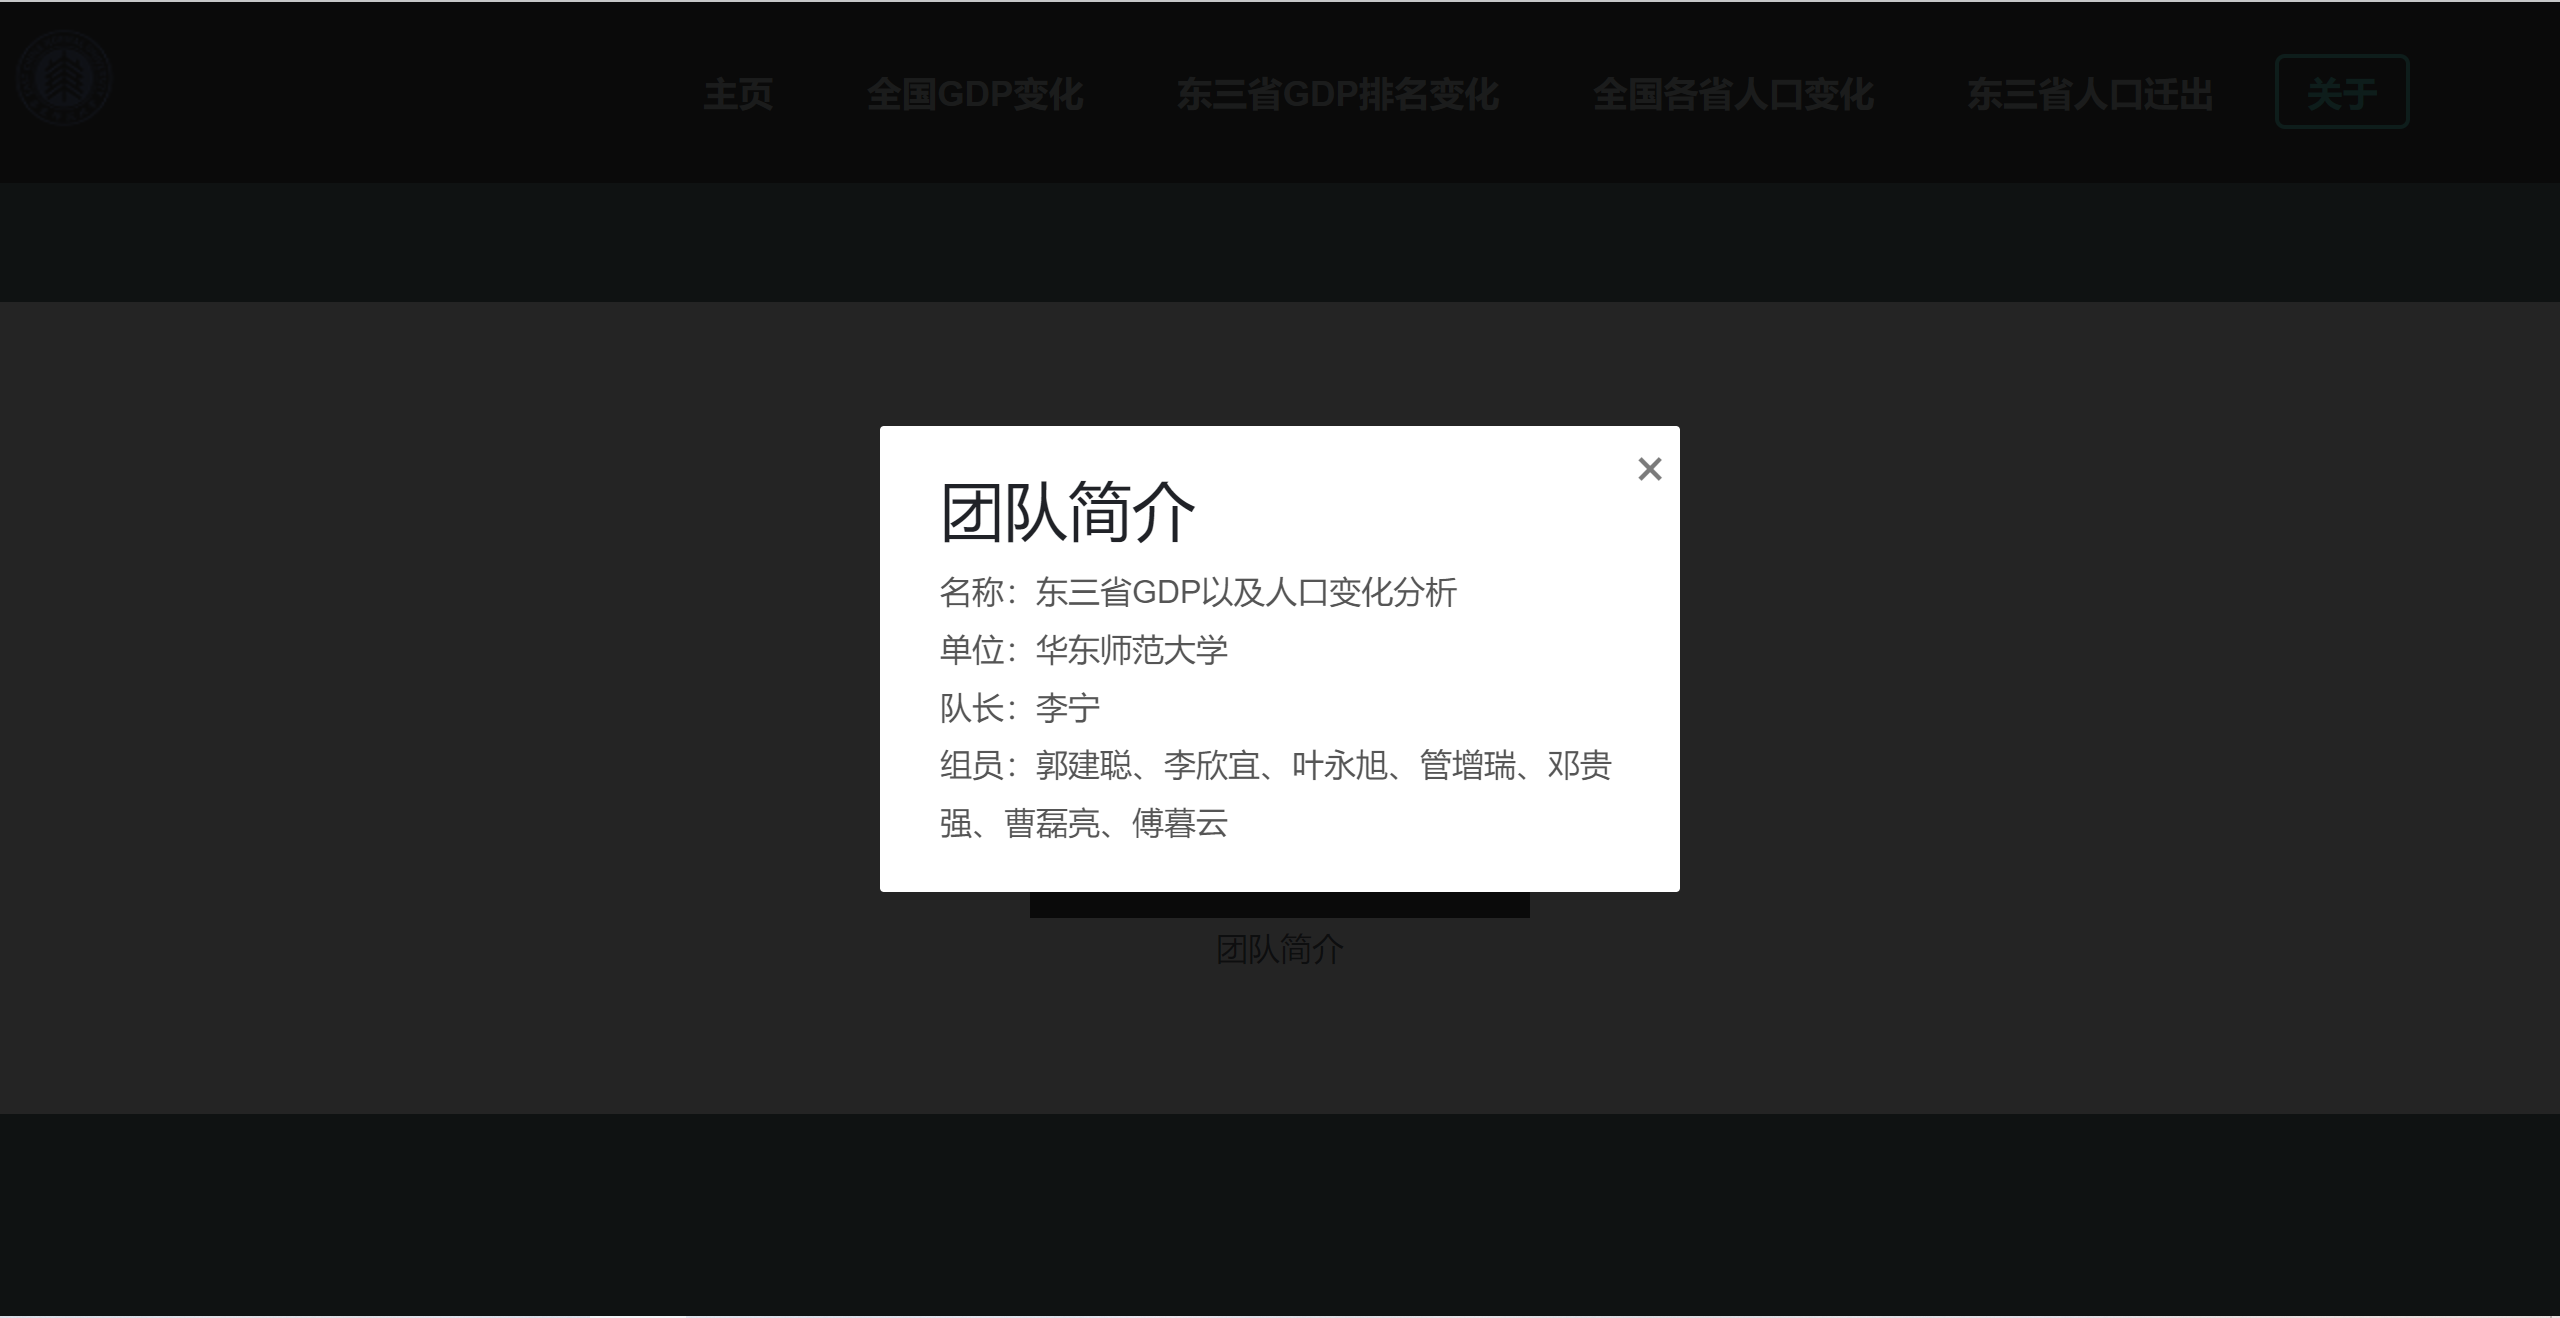 主页 全国GDP变化 东三省GDP排名变化 全国各省人口变化 东三省人口迁出 关于
团队简介
名称：东三省GDP以及人口变化分析
单位：华东师范大学
队长：李宁
组员：郭建聪、李欣宜、叶永旭、管增瑞、邓贵
强、曹磊亮、傅暮云
团队简介